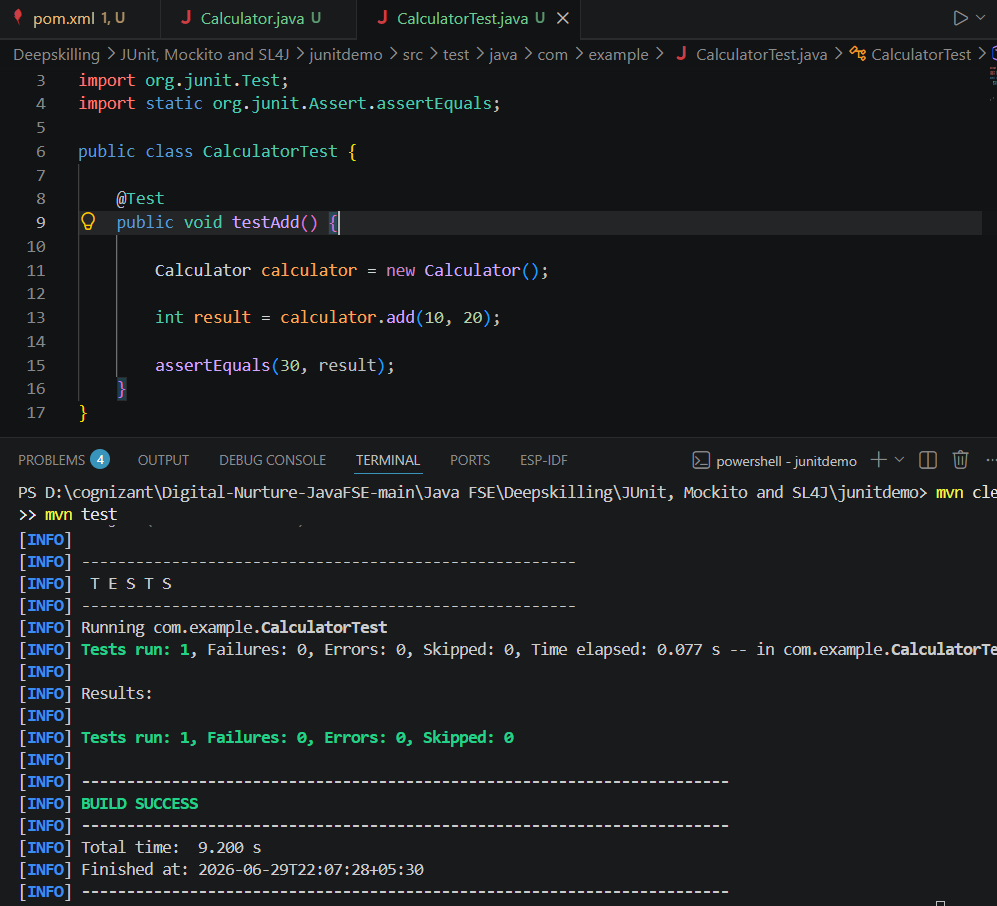 pom.xml 1, U
Calculator.java U
CalculatorTest.java U
Deepskilling > JUnit, Mockito and SL4J > junitdemo > src > test > java > com > example > CalculatorTest.java > CalculatorTest >
3 import org.junit.Test;
4 import static org.junit.Assert.assertEquals;
5
6 public class CalculatorTest {
7
8 @Test
9 public void testAdd() {
10
11 Calculator calculator = new Calculator();
12
13 int result = calculator.add(10, 20);
14
15 assertEquals(30, result);
16 }
17 }
PROBLEMS 4 OUTPUT DEBUG CONSOLE TERMINAL PORTS ESP-IDF powershell - junitdemo
PS D:\cognizant\Digital-Nurture-JavaFSE-main\Java FSE\Deepskilling\JUnit, Mockito and SL4J\junitdemo> mvn cle
>> mvn test
[INFO]
[INFO] -------------------------------------------------------
[INFO]  T E S T S
[INFO] -------------------------------------------------------
[INFO] Running com.example.CalculatorTest
[INFO] Tests run: 1, Failures: 0, Errors: 0, Skipped: 0, Time elapsed: 0.077 s -- in com.example.CalculatorTe
[INFO]
[INFO] Results:
[INFO]
[INFO] Tests run: 1, Failures: 0, Errors: 0, Skipped: 0
[INFO]
[INFO] ------------------------------------------------------------------------
[INFO] BUILD SUCCESS
[INFO] ------------------------------------------------------------------------
[INFO] Total time:  9.200 s
[INFO] Finished at: 2026-06-29T22:07:28+05:30
[INFO] ------------------------------------------------------------------------